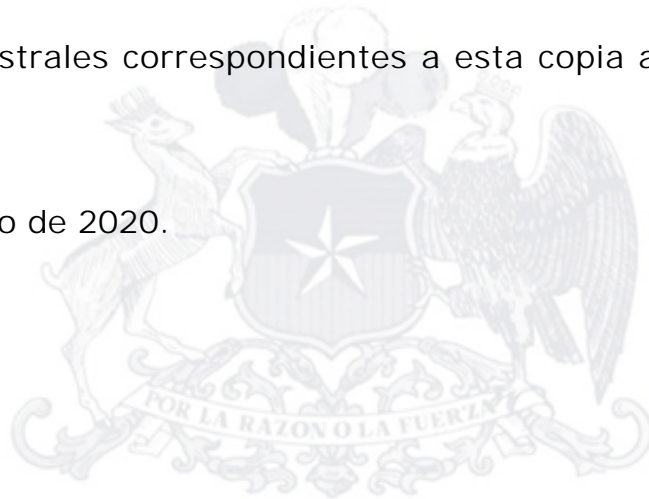 strales correspondientes a esta copia a
o de 2020.
POR LA RAZON O LA FUERZA